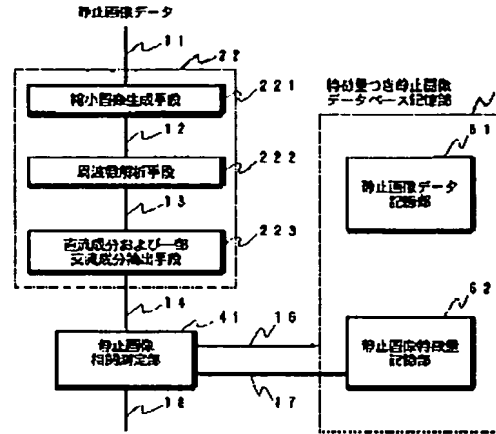 静止画像データ
11
22
縮小画像生成手段
221
12
周波数解析手段
222
13
直流成分および一部
交流成分抽出手段
223
14
静止画像
相関測定部
41
16
17
18
特徴量つき静止画像
データベース記憶部
61
静止画像データ
記憶部
62
静止画像特徴量
記憶部